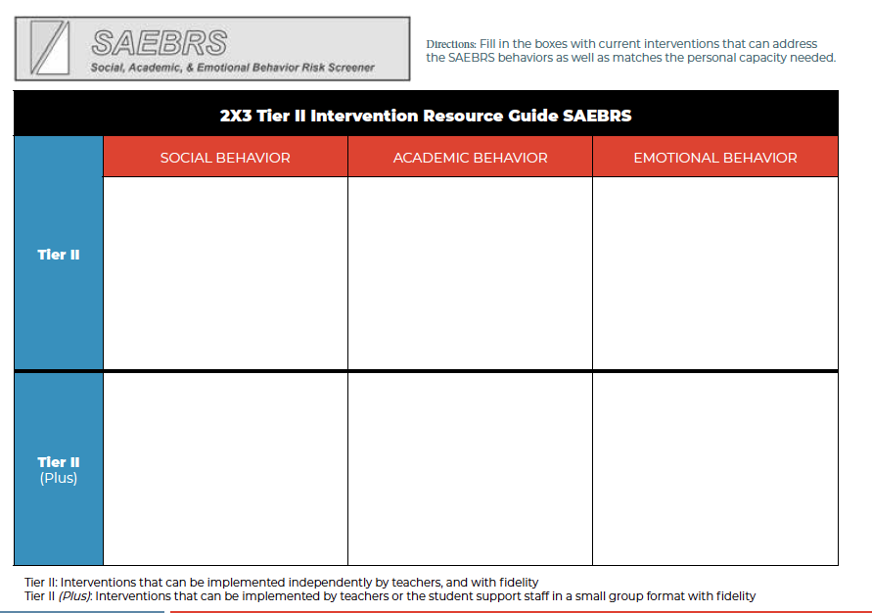 SAEBRS
Social, Academic, & Emotional Behavior Risk Screener
Directions: Fill in the boxes with current interventions that can address
the SAEBRS behaviors as well as matches the personal capacity needed.
2X3 Tier II Intervention Resource Guide SAEBRS
SOCIAL BEHAVIOR
ACADEMIC BEHAVIOR
EMOTIONAL BEHAVIOR
Tier II
Tier II
(Plus)
Tier II: Interventions that can be implemented independently by teachers, and with fidelity
Tier II (Plus): Interventions that can be implemented by teachers or the student support staff in a small group format with fidelity